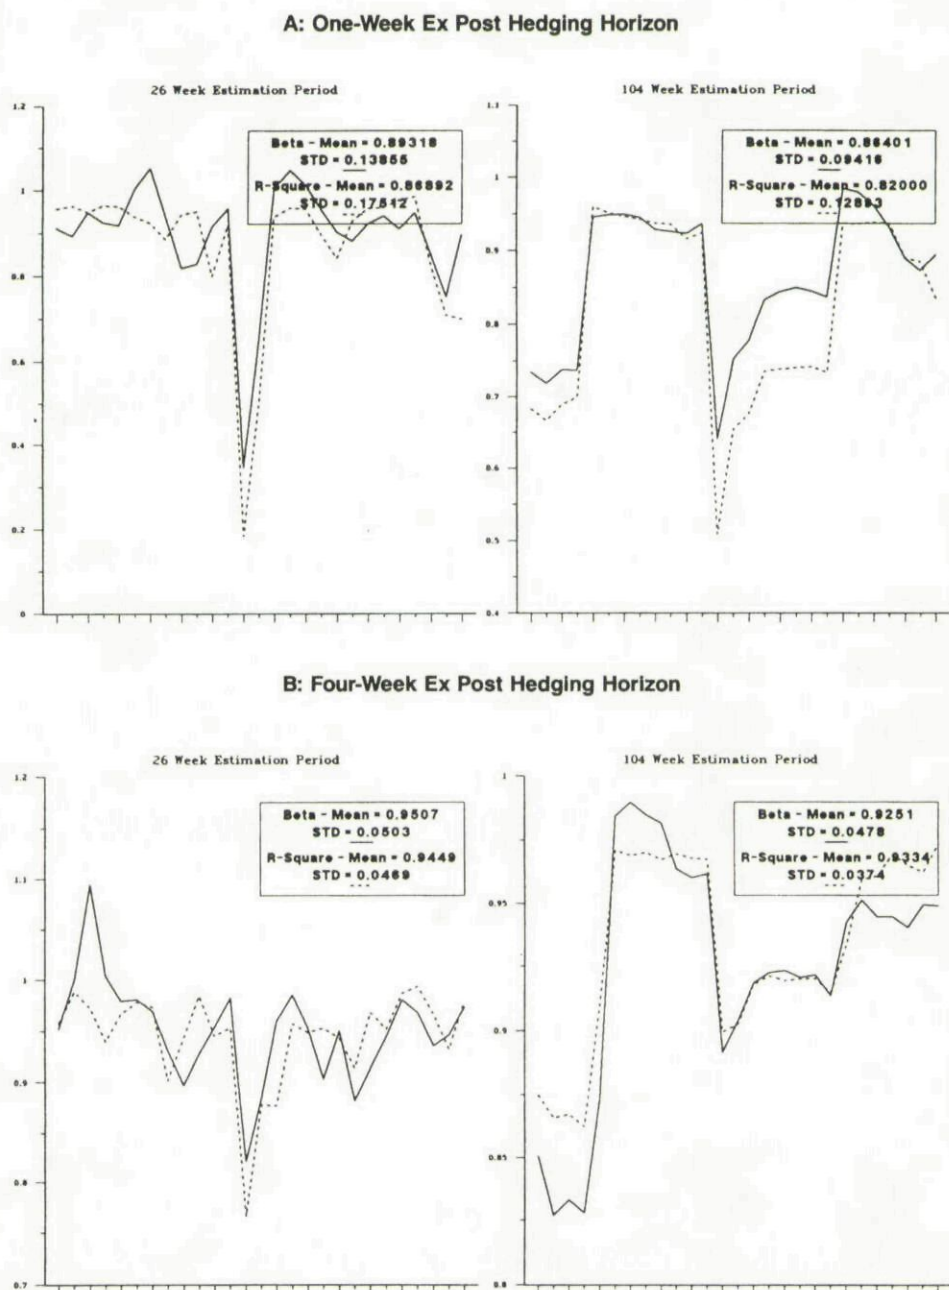 A: One-Week Ex Post Hedging Horizon
26 Week Estimation Period
1.2
1
0.8
0.6
0.4
0.2
0
Beta - Mean = 0.89318
STD = 0.13855
R-Square - Mean = 0.86892
STD = 0.17512
104 Week Estimation Period
1.1
1
0.9
0.8
0.7
0.6
0.5
0.4
Beta - Mean = 0.86401
STD = 0.09416
R-Square - Mean = 0.82000
STD = 0.12893
B: Four-Week Ex Post Hedging Horizon
26 Week Estimation Period
1.2
1.1
1
0.9
0.8
0.7
Beta - Mean = 0.9507
STD = 0.0503
R-Square - Mean = 0.9449
STD = 0.0469
104 Week Estimation Period
1
0.95
0.9
0.85
0.8
Beta - Mean = 0.9251
STD = 0.0478
R-Square - Mean = 0.9334
STD = 0.0374